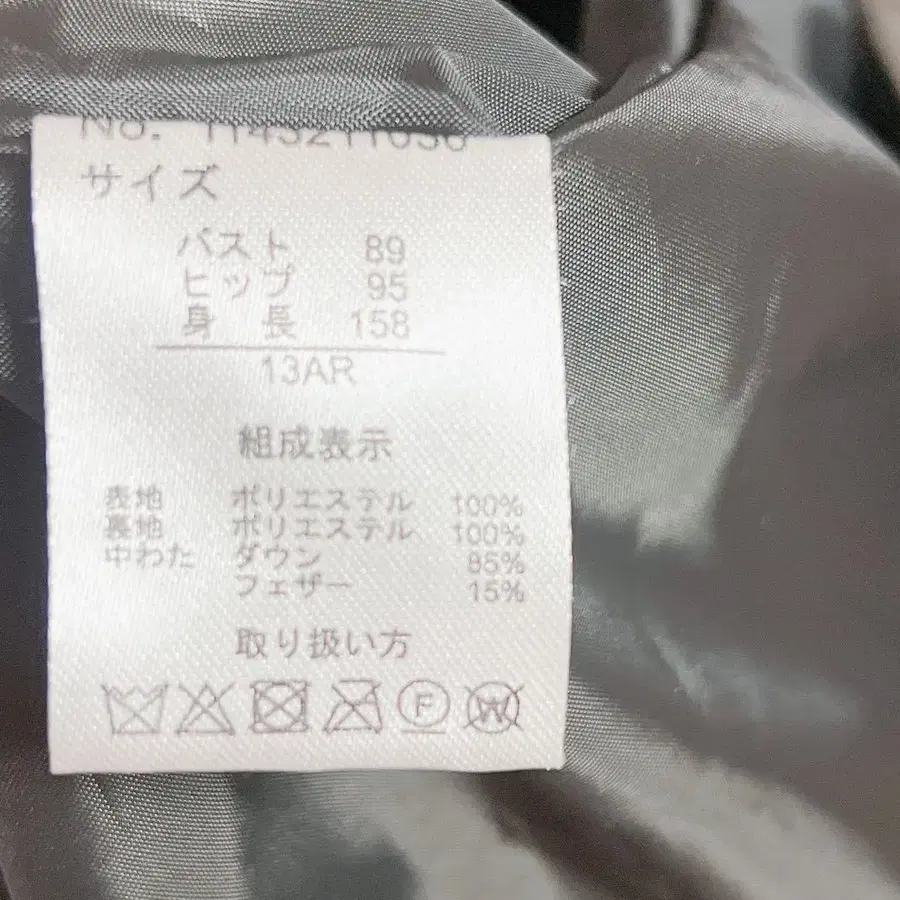 No. 1143211036
サイズ
バスト 89
ヒップ 95
身 長 158
13AR
組成表示
表地 ポリエステル 100%
裏地 ポリエステル 100%
中わた ダウン 85%
フェザー 15%
取り扱い方
F W